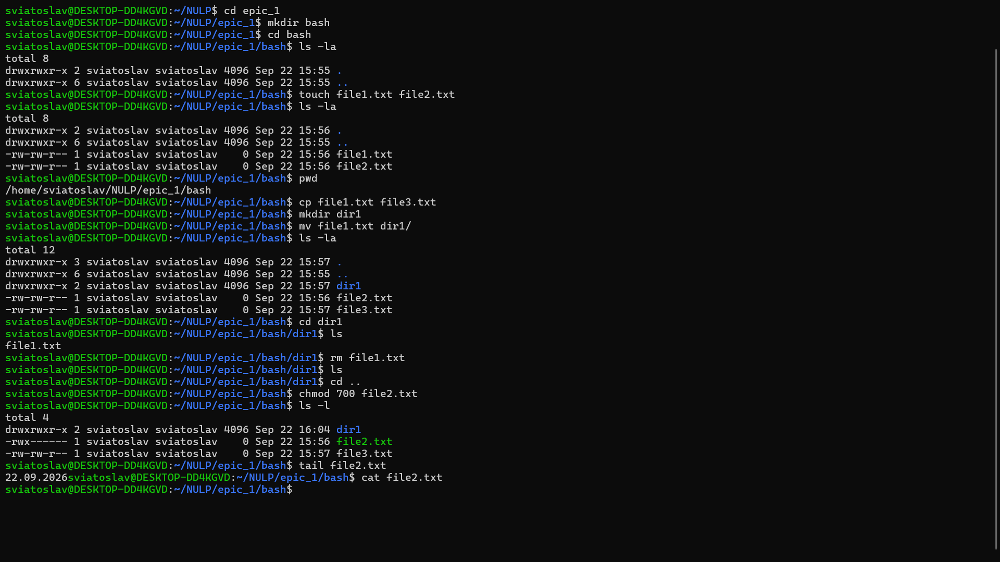 sviatoslav@DESKTOP-DD4KGVD:~/NULP$ cd epic_1
sviatoslav@DESKTOP-DD4KGVD:~/NULP/epic_1$ mkdir bash
sviatoslav@DESKTOP-DD4KGVD:~/NULP/epic_1$ cd bash
sviatoslav@DESKTOP-DD4KGVD:~/NULP/epic_1/bash$ ls -la
total 8
drwxrwxr-x 2 sviatoslav sviatoslav 4096 Sep 22 15:55 .
drwxrwxr-x 6 sviatoslav sviatoslav 4096 Sep 22 15:55 ..
sviatoslav@DESKTOP-DD4KGVD:~/NULP/epic_1/bash$ touch file1.txt file2.txt
sviatoslav@DESKTOP-DD4KGVD:~/NULP/epic_1/bash$ ls -la
total 8
drwxrwxr-x 2 sviatoslav sviatoslav 4096 Sep 22 15:56 .
drwxrwxr-x 6 sviatoslav sviatoslav 4096 Sep 22 15:55 ..
-rw-rw-r-- 1 sviatoslav sviatoslav    0 Sep 22 15:56 file1.txt
-rw-rw-r-- 1 sviatoslav sviatoslav    0 Sep 22 15:56 file2.txt
sviatoslav@DESKTOP-DD4KGVD:~/NULP/epic_1/bash$ pwd
/home/sviatoslav/NULP/epic_1/bash
sviatoslav@DESKTOP-DD4KGVD:~/NULP/epic_1/bash$ cp file1.txt file3.txt
sviatoslav@DESKTOP-DD4KGVD:~/NULP/epic_1/bash$ mkdir dir1
sviatoslav@DESKTOP-DD4KGVD:~/NULP/epic_1/bash$ mv file1.txt dir1/
sviatoslav@DESKTOP-DD4KGVD:~/NULP/epic_1/bash$ ls -la
total 12
drwxrwxr-x 3 sviatoslav sviatoslav 4096 Sep 22 15:57 .
drwxrwxr-x 6 sviatoslav sviatoslav 4096 Sep 22 15:55 ..
drwxrwxr-x 2 sviatoslav sviatoslav 4096 Sep 22 15:57 dir1
-rw-rw-r-- 1 sviatoslav sviatoslav    0 Sep 22 15:56 file2.txt
-rw-rw-r-- 1 sviatoslav sviatoslav    0 Sep 22 15:57 file3.txt
sviatoslav@DESKTOP-DD4KGVD:~/NULP/epic_1/bash$ cd dir1
sviatoslav@DESKTOP-DD4KGVD:~/NULP/epic_1/bash/dir1$ ls
file1.txt
sviatoslav@DESKTOP-DD4KGVD:~/NULP/epic_1/bash/dir1$ rm file1.txt
sviatoslav@DESKTOP-DD4KGVD:~/NULP/epic_1/bash/dir1$ ls
sviatoslav@DESKTOP-DD4KGVD:~/NULP/epic_1/bash/dir1$ cd ..
sviatoslav@DESKTOP-DD4KGVD:~/NULP/epic_1/bash$ chmod 700 file2.txt
sviatoslav@DESKTOP-DD4KGVD:~/NULP/epic_1/bash$ ls -l
total 4
drwxrwxr-x 2 sviatoslav sviatoslav 4096 Sep 22 16:04 dir1
-rwx------ 1 sviatoslav sviatoslav    0 Sep 22 15:56 file2.txt
-rw-rw-r-- 1 sviatoslav sviatoslav    0 Sep 22 15:57 file3.txt
sviatoslav@DESKTOP-DD4KGVD:~/NULP/epic_1/bash$ tail file2.txt
22.09.2026sviatoslav@DESKTOP-DD4KGVD:~/NULP/epic_1/bash$ cat file2.txt
sviatoslav@DESKTOP-DD4KGVD:~/NULP/epic_1/bash$